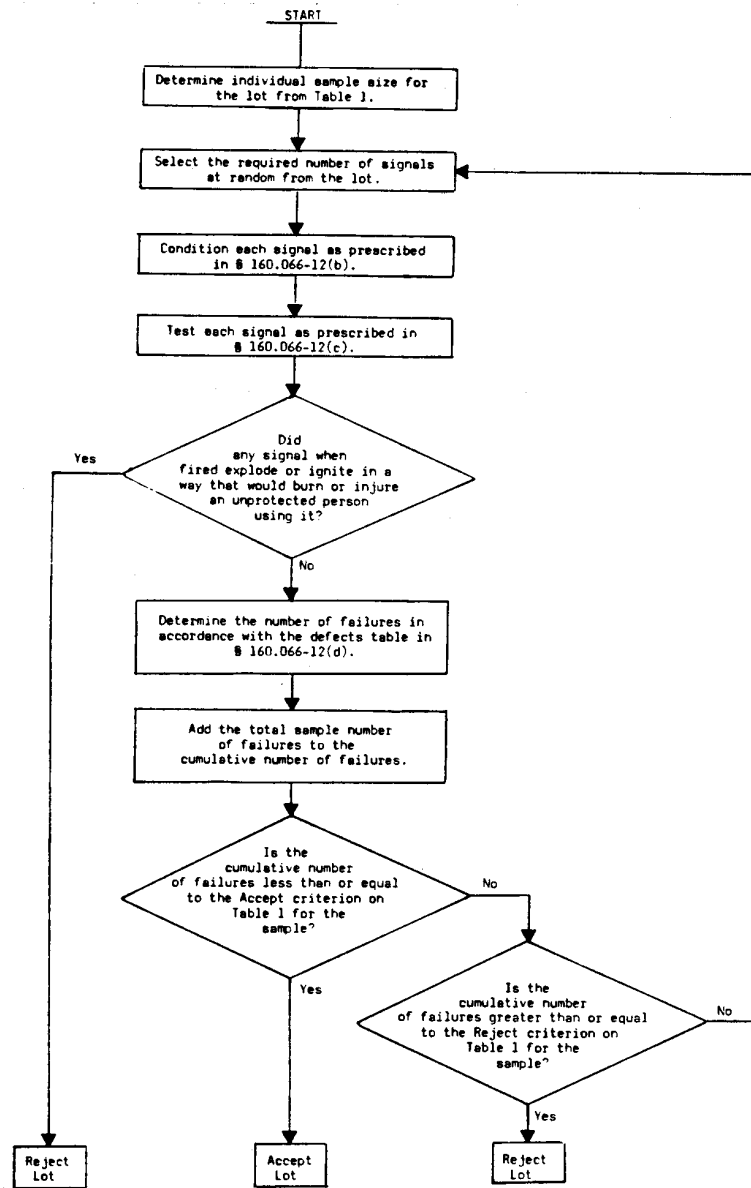 START
Determine individual sample size for
the lot from Table 1.
Select the required number of signals
at random from the lot.
Condition each signal as prescribed
in § 160.066-12(b).
Test each signal as prescribed in
§ 160.066-12(c).
Did
any signal when
fired explode or ignite in a
way that would burn or injure
an unprotected person
using it?
Yes
No
Determine the number of failures in
accordance with the defects table in
§ 160.066-12(d).
Add the total sample number
of failures to the
cumulative number of failures.
Is the
cumulative number
of failures less than or equal
to the Accept criterion on
Table 1 for the
sample?
No
Yes
Is the
cumulative number
of failures greater than or equal
to the Reject criterion on
Table 1 for the
sample?
No
Yes
Reject
Lot
Accept
Lot
Reject
Lot